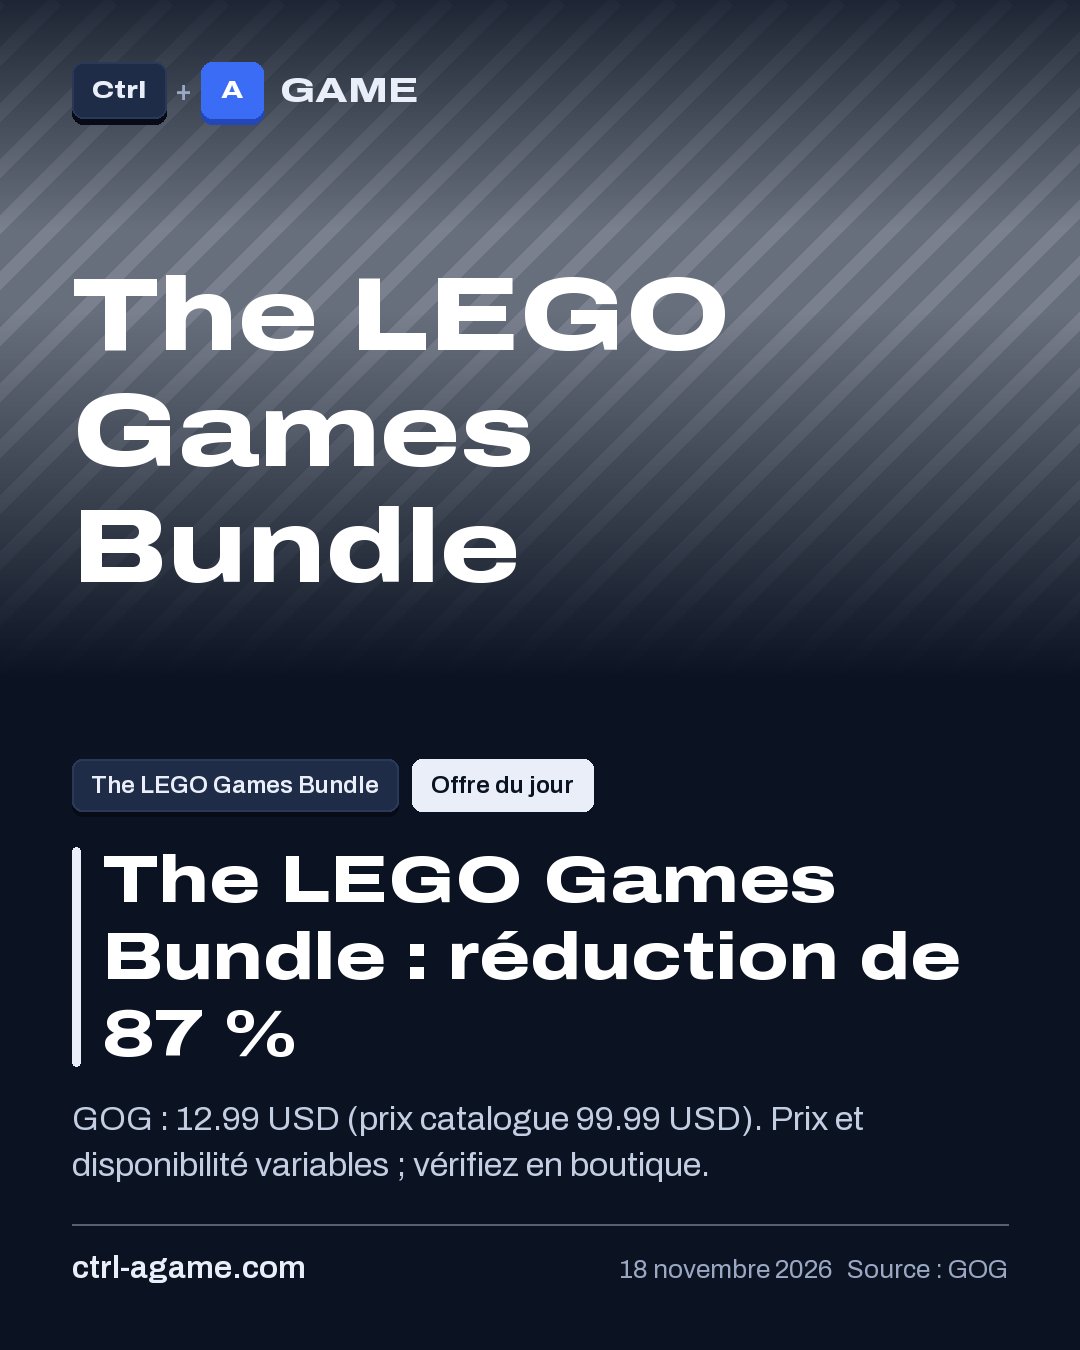 Ctrl + A GAME
The LEGO
Games
Bundle
The LEGO Games Bundle Offre du jour
The LEGO Games
Bundle : réduction de
87 %
GOG : 12.99 USD (prix catalogue 99.99 USD). Prix et
disponibilité variables ; vérifiez en boutique.
ctrl-agame.com 18 novembre 2026 Source : GOG